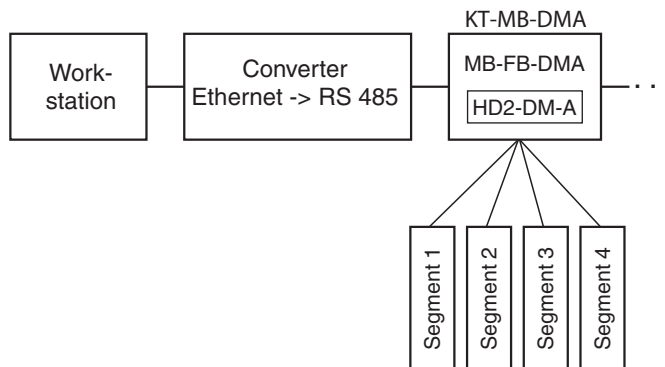 KT-MB-DMA
Work-
station
Converter
Ethernet -> RS 485
MB-FB-DMA
HD2-DM-A
Segment 1
Segment 2
Segment 3
Segment 4